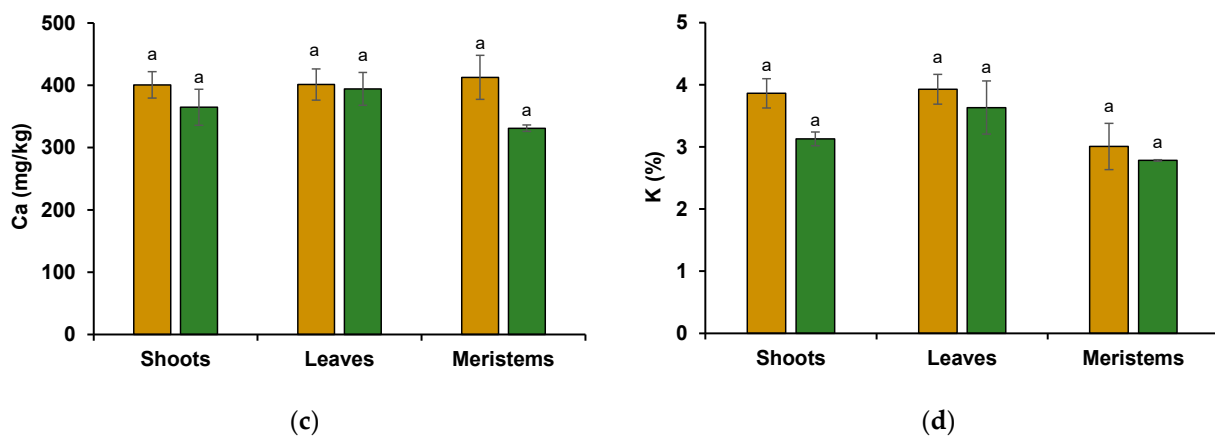 500
400
300
200
100
0
Ca (mg/kg)
a
a
a
a
a
a
Shoots
Leaves
Meristems
(c)
5
4
3
2
1
0
K (%)
a
a
a
a
a
a
Shoots
Leaves
Meristems
(d)